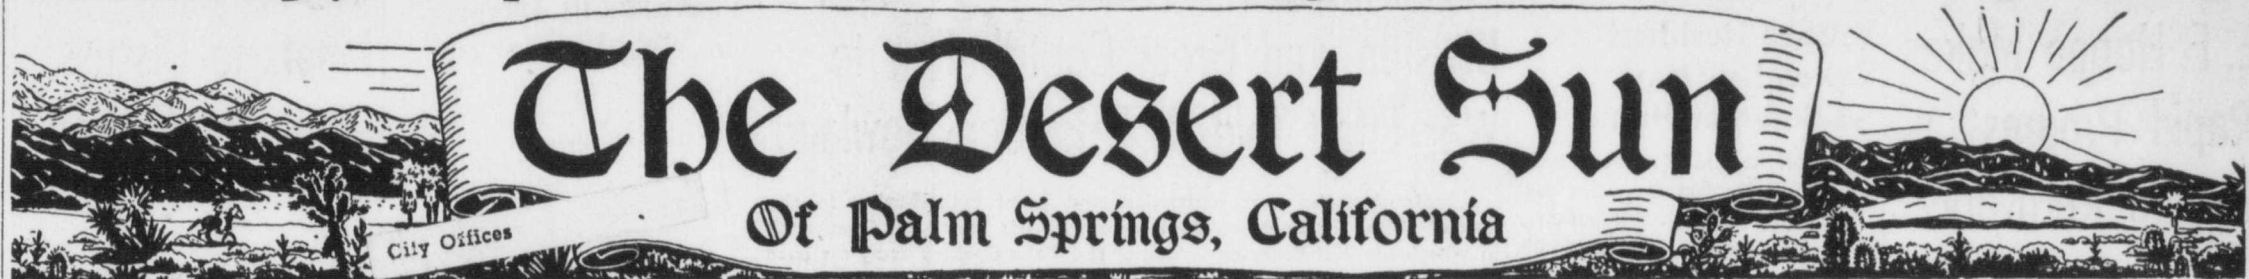 The Desert Sun
Of Palm Springs, California
City Offices